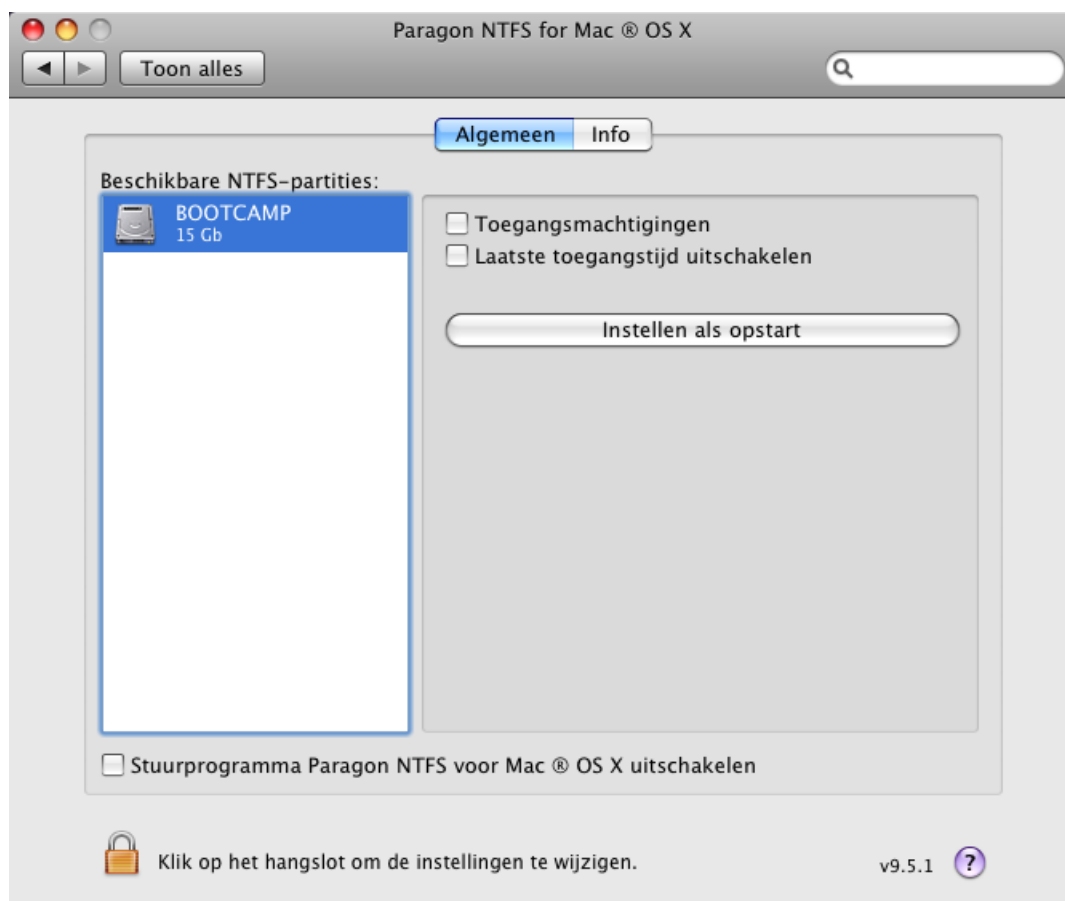 Paragon NTFS for Mac ® OS X
Toon alles
Algemeen Info
Beschikbare NTFS-partities:
BOOTCAMP
15 Gb
Toegangsmachtigingen
Laatste toegangstijd uitschakelen
Instellen als opstart
Stuurprogramma Paragon NTFS voor Mac ® OS X uitschakelen
Klik op het hangslot om de instellingen te wijzigen.
v9.5.1 ?